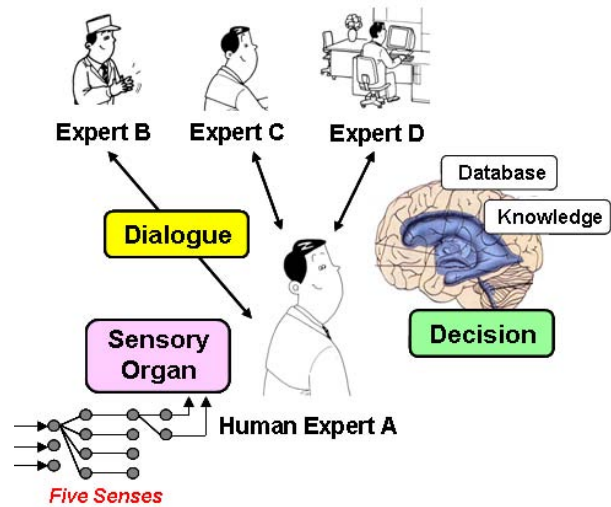 Expert B
Expert C
Expert D
Database
Knowledge
Dialogue
Decision
Sensory
Organ
Human Expert A
Five Senses